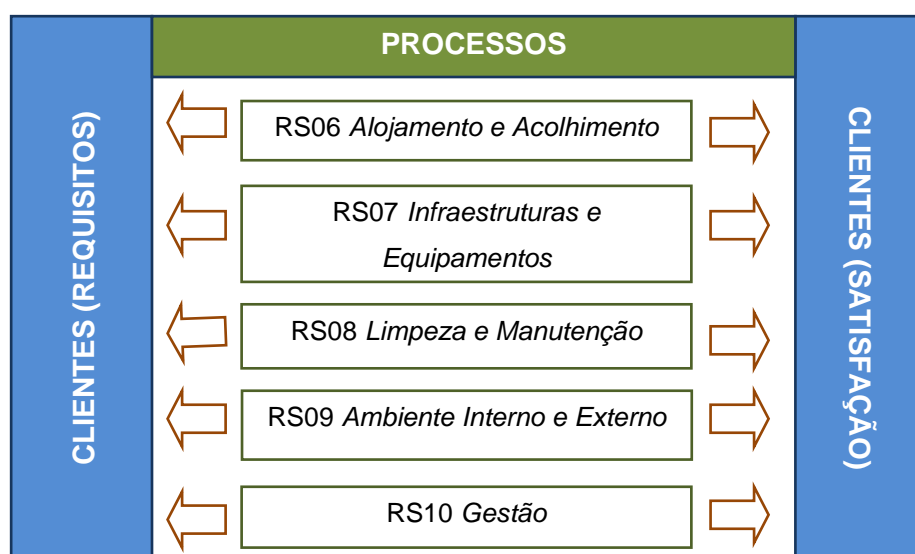 PROCESSOS
CLIENTES (REQUISITOS)
RS06 Alojamento e Acolhimento
RS07 Infraestruturas e
Equipamentos
RS08 Limpeza e Manutenção
RS09 Ambiente Interno e Externo
RS10 Gestão
CLIENTES (SATISFAÇÃO)